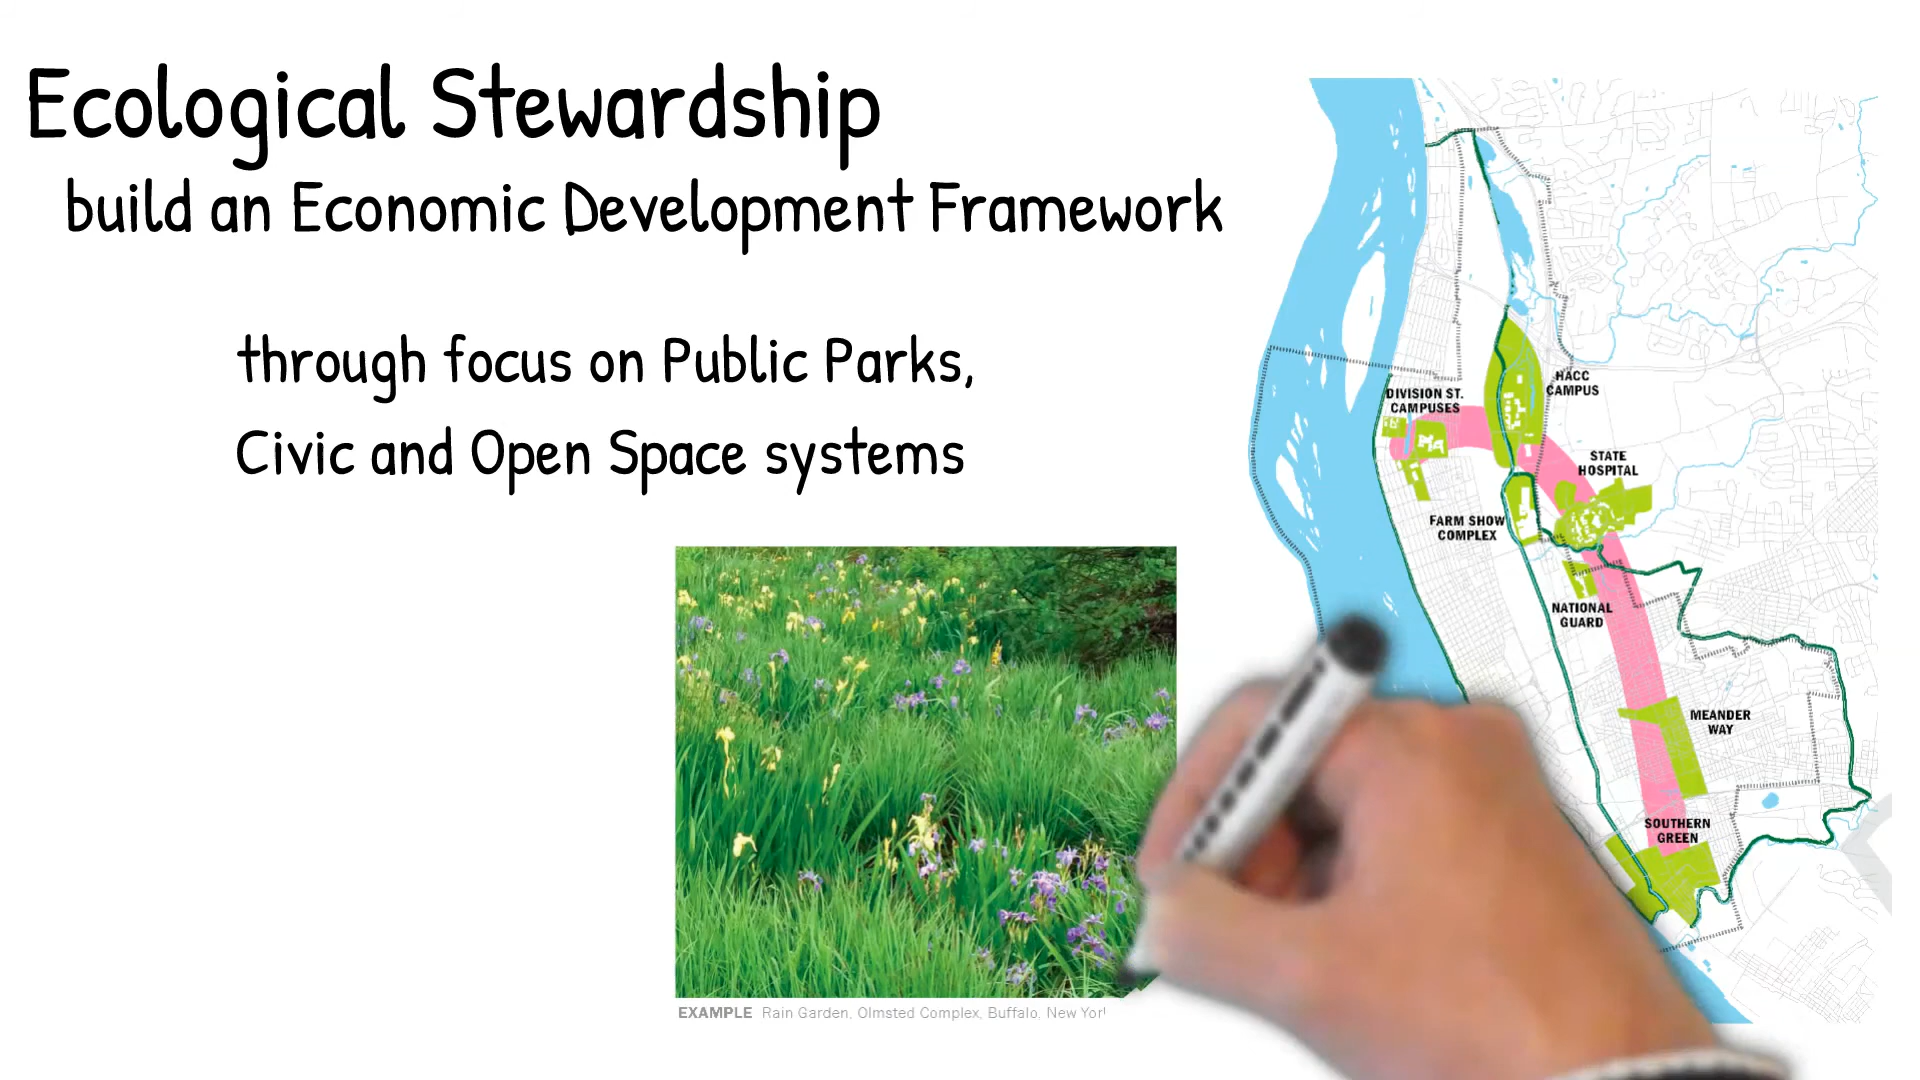 Ecological Stewardship
build an Economic Development Framework
through focus on Public Parks,
Civic and Open Space systems
HACC
CAMPUS
DIVISION ST.
CAMPUSES
STATE
HOSPITAL
FARM SHOW
COMPLEX
NATIONAL
GUARD
MEANDER
WAY
SOUTHERN
GREEN
EXAMPLE Rain Garden, Olmsted Complex, Buffalo, New